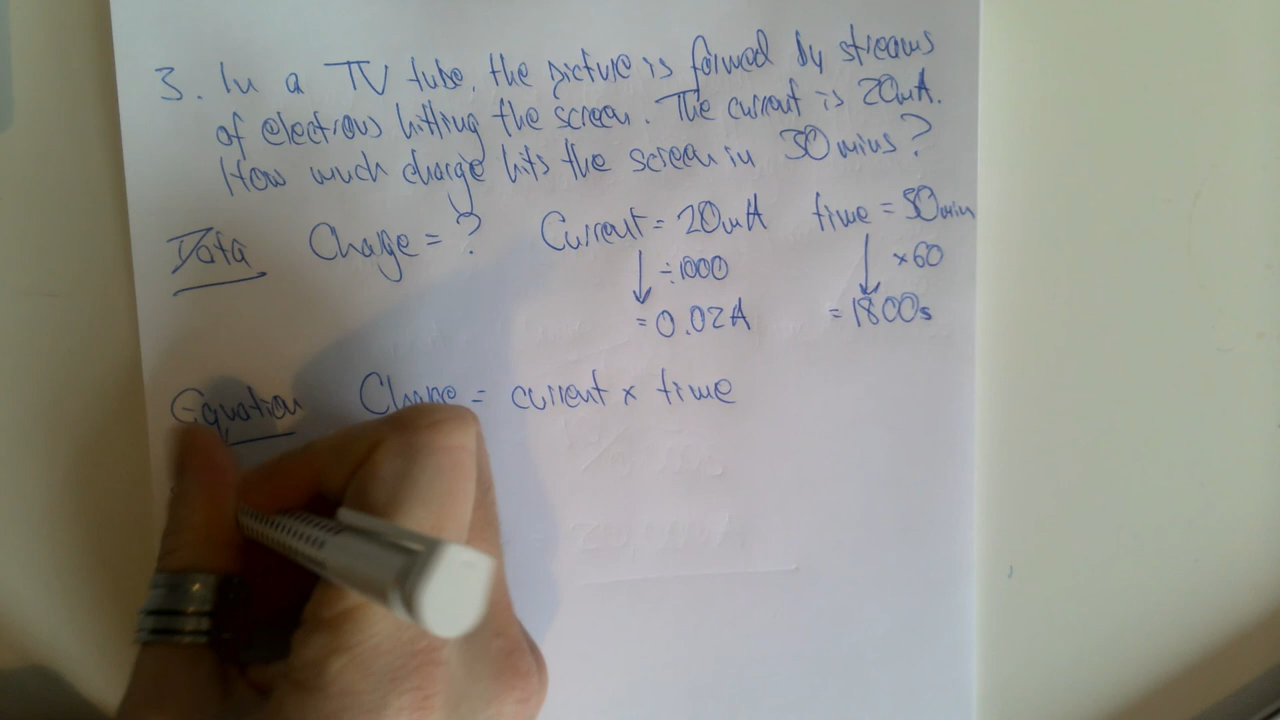 3. In a TV tube, the picture is formed by streams
of electrons hitting the screen. The current is 20mA.
How much charge hits the screen in 30 mins?
Data Charge = ? Current = 20mA time = 30min
÷1000 ×60
= 0.02A = 1800s
Equation Charge = current × time